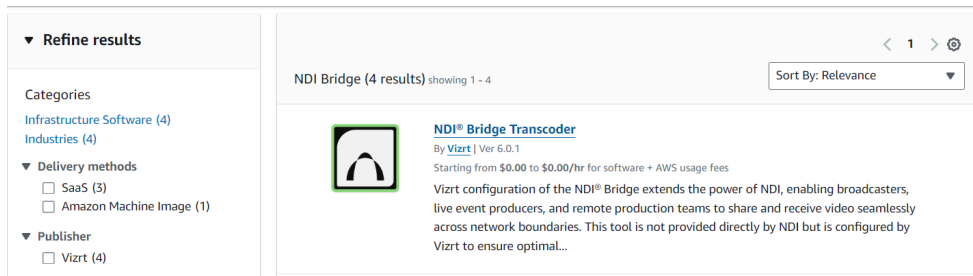 Refine results
Categories
Infrastructure Software (4)
Industries (4)
Delivery methods
SaaS (3)
Amazon Machine Image (1)
Publisher
Vizrt (4)
1
NDI Bridge (4 results) showing 1 - 4
Sort By: Relevance
NDI® Bridge Transcoder
By Vizrt | Ver 6.0.1
Starting from $0.00 to $0.00/hr for software + AWS usage fees
Vizrt configuration of the NDI® Bridge extends the power of NDI, enabling broadcasters,
live event producers, and remote production teams to share and receive video seamlessly
across network boundaries. This tool is not provided directly by NDI but is configured by
Vizrt to ensure optimal...